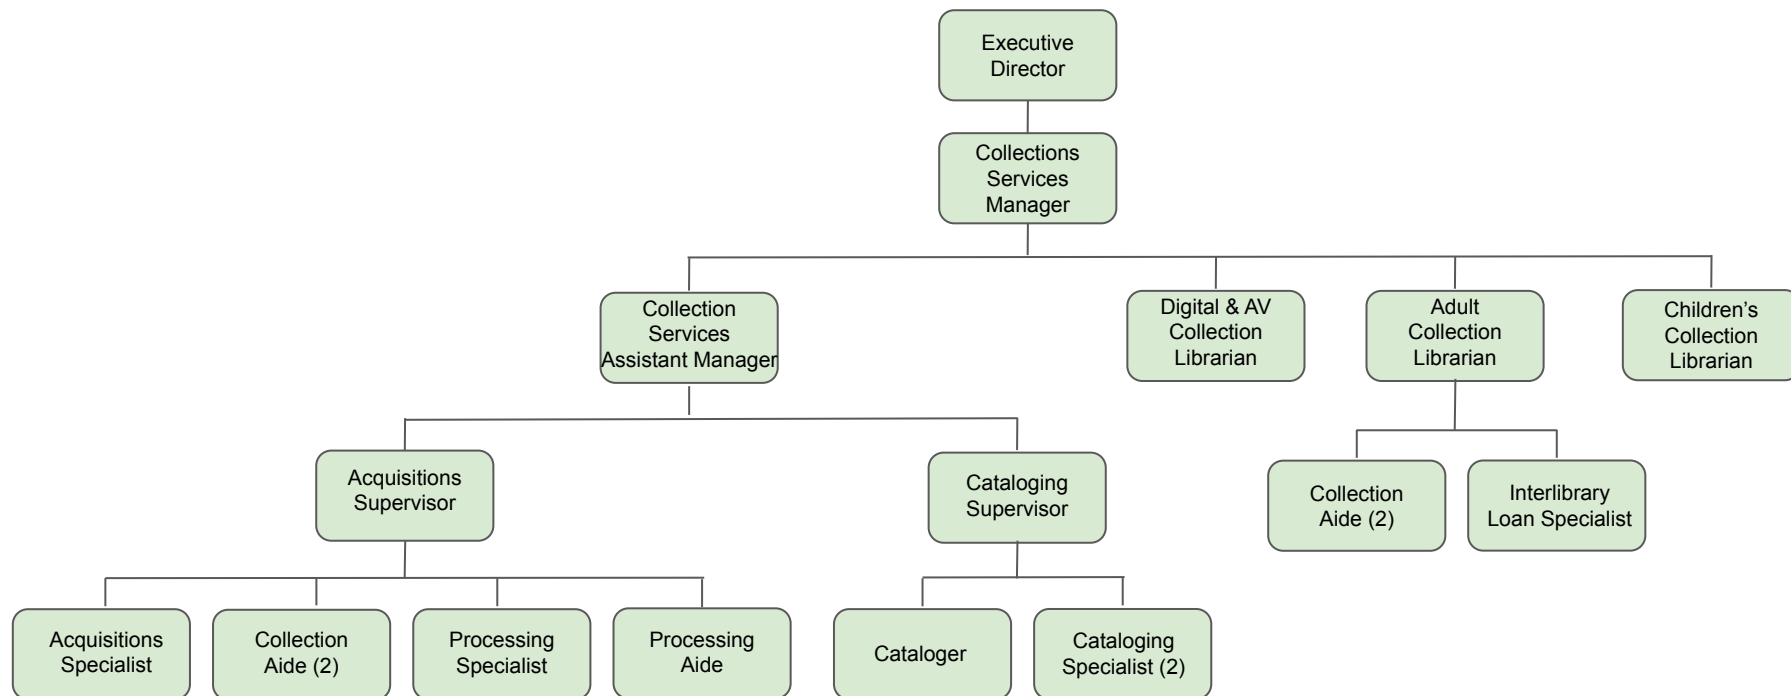 Executive
Director
Collections
Services
Manager
Collection
Services
Assistant Manager
Digital & AV
Collection
Librarian
Adult
Collection
Librarian
Children’s
Collection
Librarian
Acquisitions
Supervisor
Cataloging
Supervisor
Collection
Aide (2)
Interlibrary
Loan Specialist
Acquisitions
Specialist
Collection
Aide (2)
Processing
Specialist
Processing
Aide
Cataloger
Cataloging
Specialist (2)